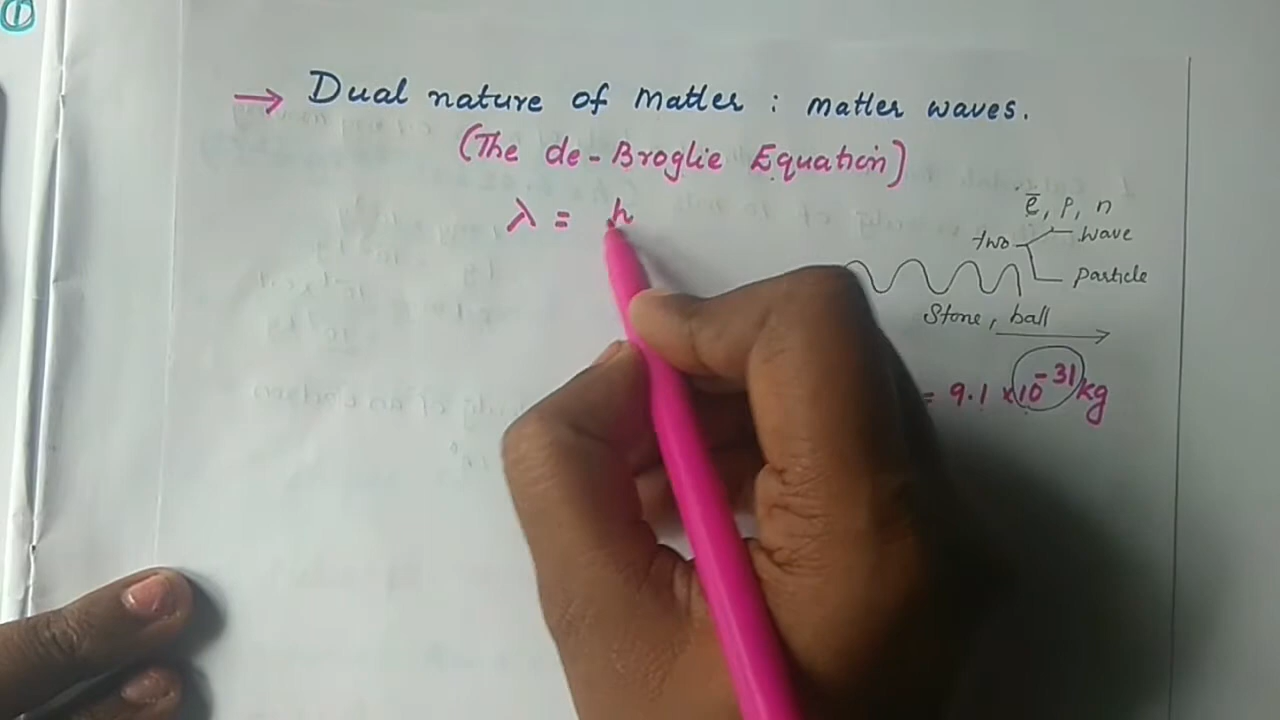 ①
→ Dual nature of matter : matter waves.
(The de-Broglie Equation)
λ = h
e̅, P, n
two wave
particle
Stone, ball
= 9.1 × 10⁻³¹ kg